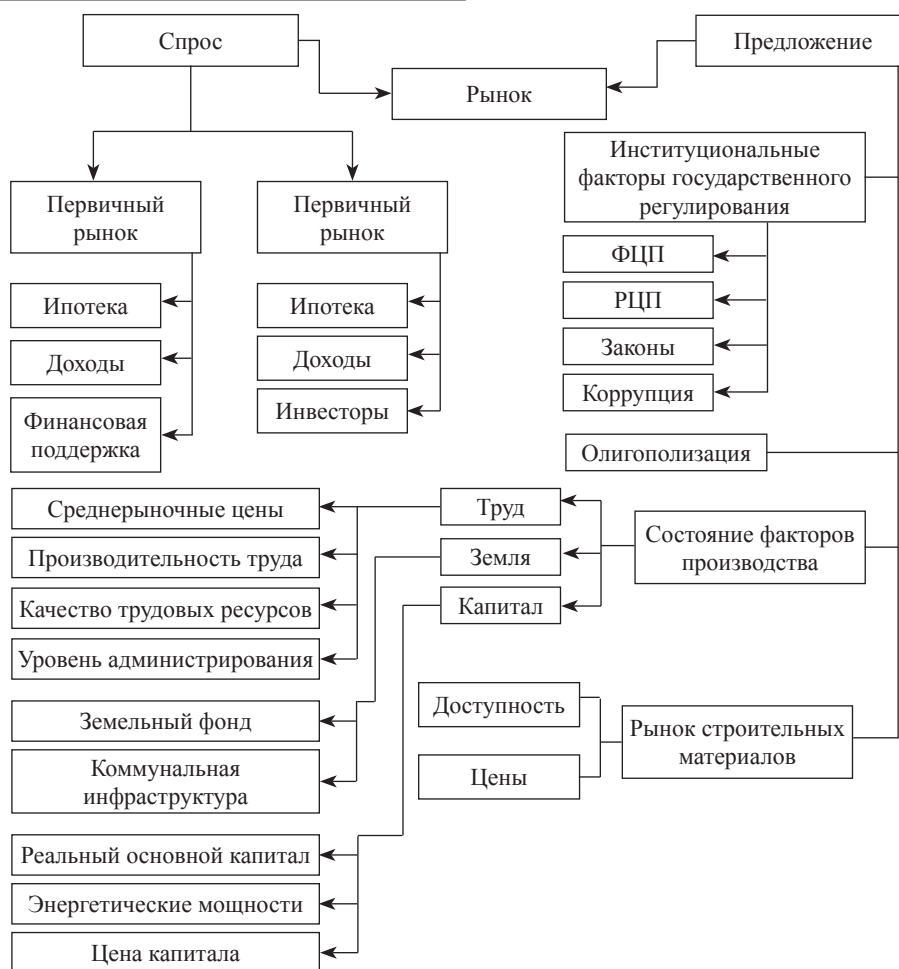 Спрос
Предложение
Рынок
Институциональные
факторы государственного
регулирования
Первичный
рынок
Первичный
рынок
ФЦП
Ипотека
Ипотека
РЦП
Доходы
Доходы
Законы
Финансовая
поддержка
Инвесторы
Коррупция
Олигополизация
Среднерыночные цены
Труд
Состояние факторов
производства
Производительность труда
Земля
Качество трудовых ресурсов
Капитал
Уровень администрирования
Земельный фонд
Доступность
Рынок строительных
материалов
Коммунальная
инфраструктура
Цены
Реальный основной капитал
Энергетические мощности
Цена капитала